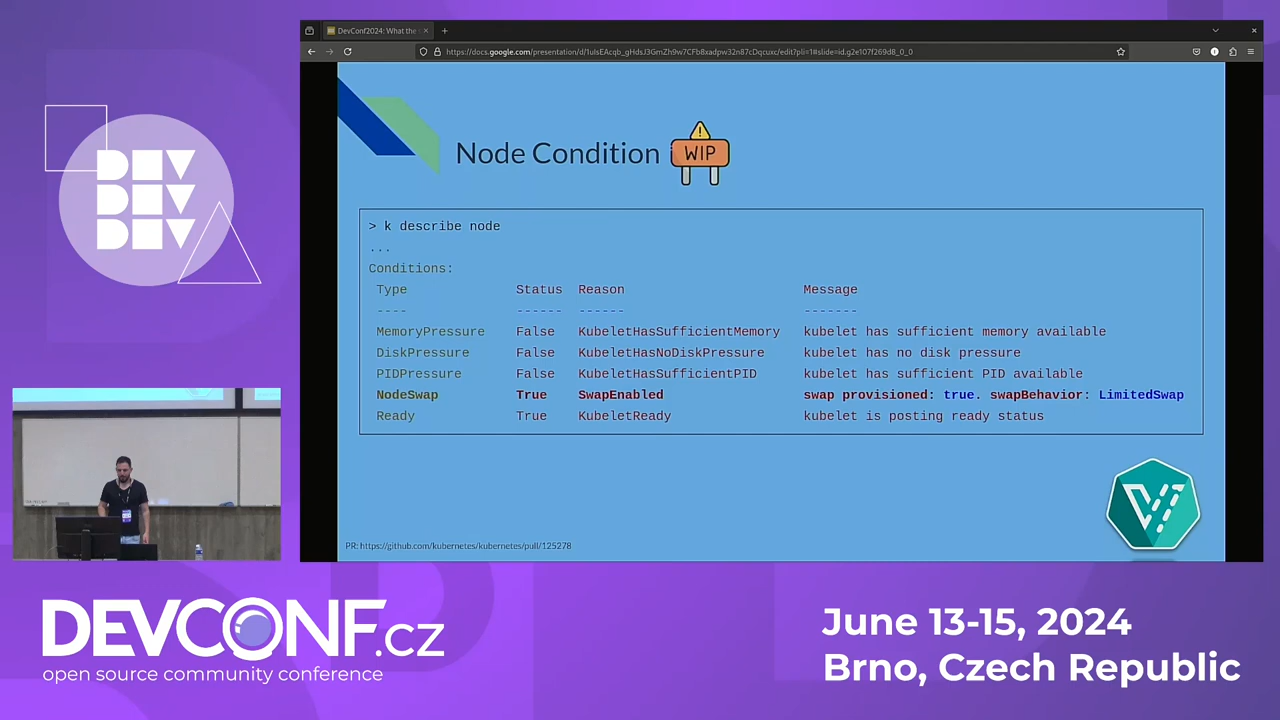 DevConf2024: What the
https://docs.google.com/presentation/d/1uIsEAcqb_gHdsJ3GmZh9w7CFb8xadpw32n87cDqcuxc/edit?pli=1#slide=id.g2e107f269d8_0_0
Node Condition WIP
> k describe node
...
Conditions:
Type Status Reason Message
---- ------ ------ -------
MemoryPressure False KubeletHasSufficientMemory kubelet has sufficient memory available
DiskPressure False KubeletHasNoDiskPressure kubelet has no disk pressure
PIDPressure False KubeletHasSufficientPID kubelet has sufficient PID available
NodeSwap True SwapEnabled swap provisioned: true. swapBehavior: LimitedSwap
Ready True KubeletReady kubelet is posting ready status
PR: https://github.com/kubernetes/kubernetes/pull/125278
DEV
DEV
DEV
DEVCONF.cz
open source community conference
June 13-15, 2024
Brno, Czech Republic